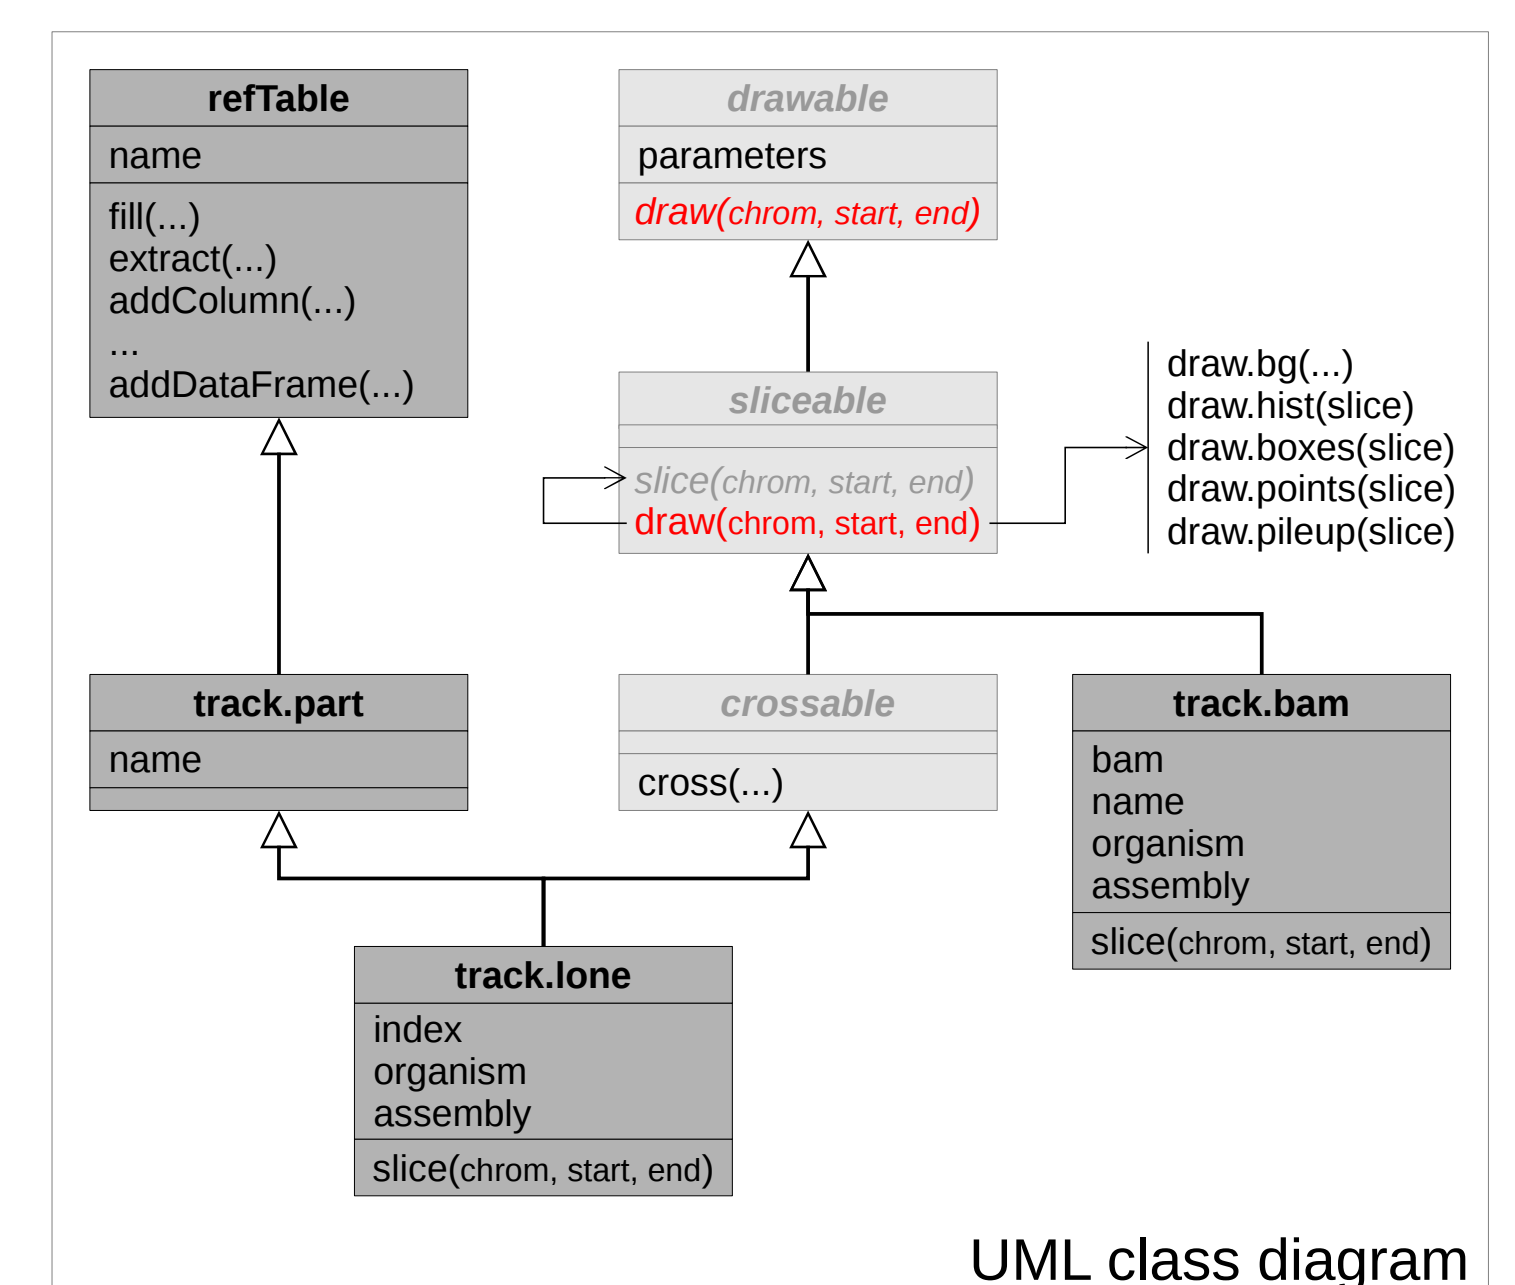 refTable
name
fill(...)
extract(...)
addColumn(...)
...
addDataFrame(...)
drawable
parameters
draw(chrom, start, end)
sliceable
slice(chrom, start, end)
draw(chrom, start, end)
draw.bg(...)
draw.hist(slice)
draw.boxes(slice)
draw.points(slice)
draw.pileup(slice)
track.part
name
crossable
cross(...)
track.bam
bam
name
organism
assembly
slice(chrom, start, end)
track.lone
index
organism
assembly
slice(chrom, start, end)
UML class diagram